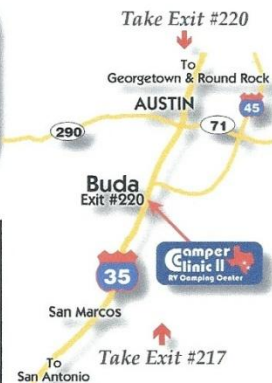 Take Exit #220
To
Georgetown & Round Rock
AUSTIN
45
290
71
Buda
Exit #220
Camper
Clinic II
RV Camping Center
35
San Marcos
To
San Antonio
Take Exit #217